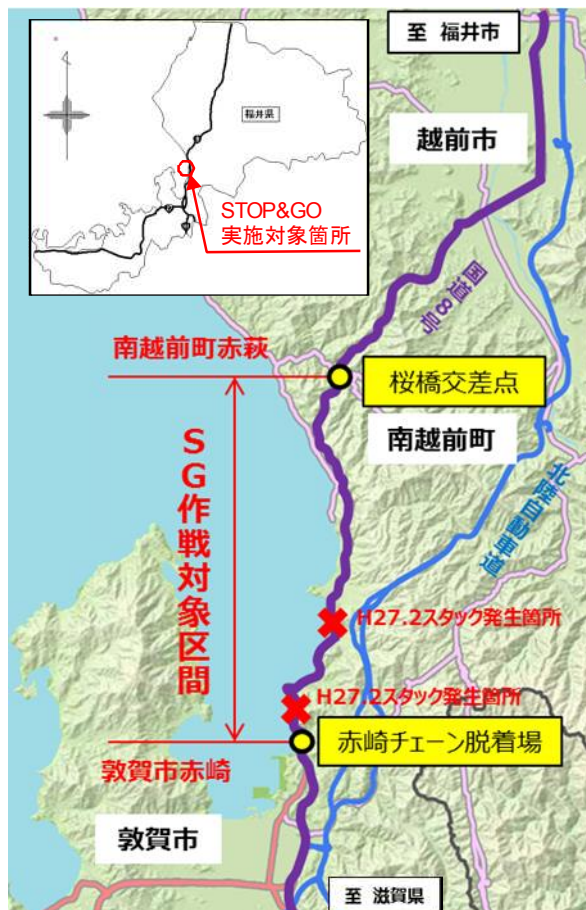 至 福井市
福井県
越前市
STOP&GO
実施対象箇所
国道8号
南越前町赤萩
桜橋交差点
南越前町
SG作戦対象区間
北陸自動車道
H27.2スタック発生箇所
H27.2スタック発生箇所
赤崎チェーン脱着場
敦賀市赤崎
敦賀市
至 滋賀県